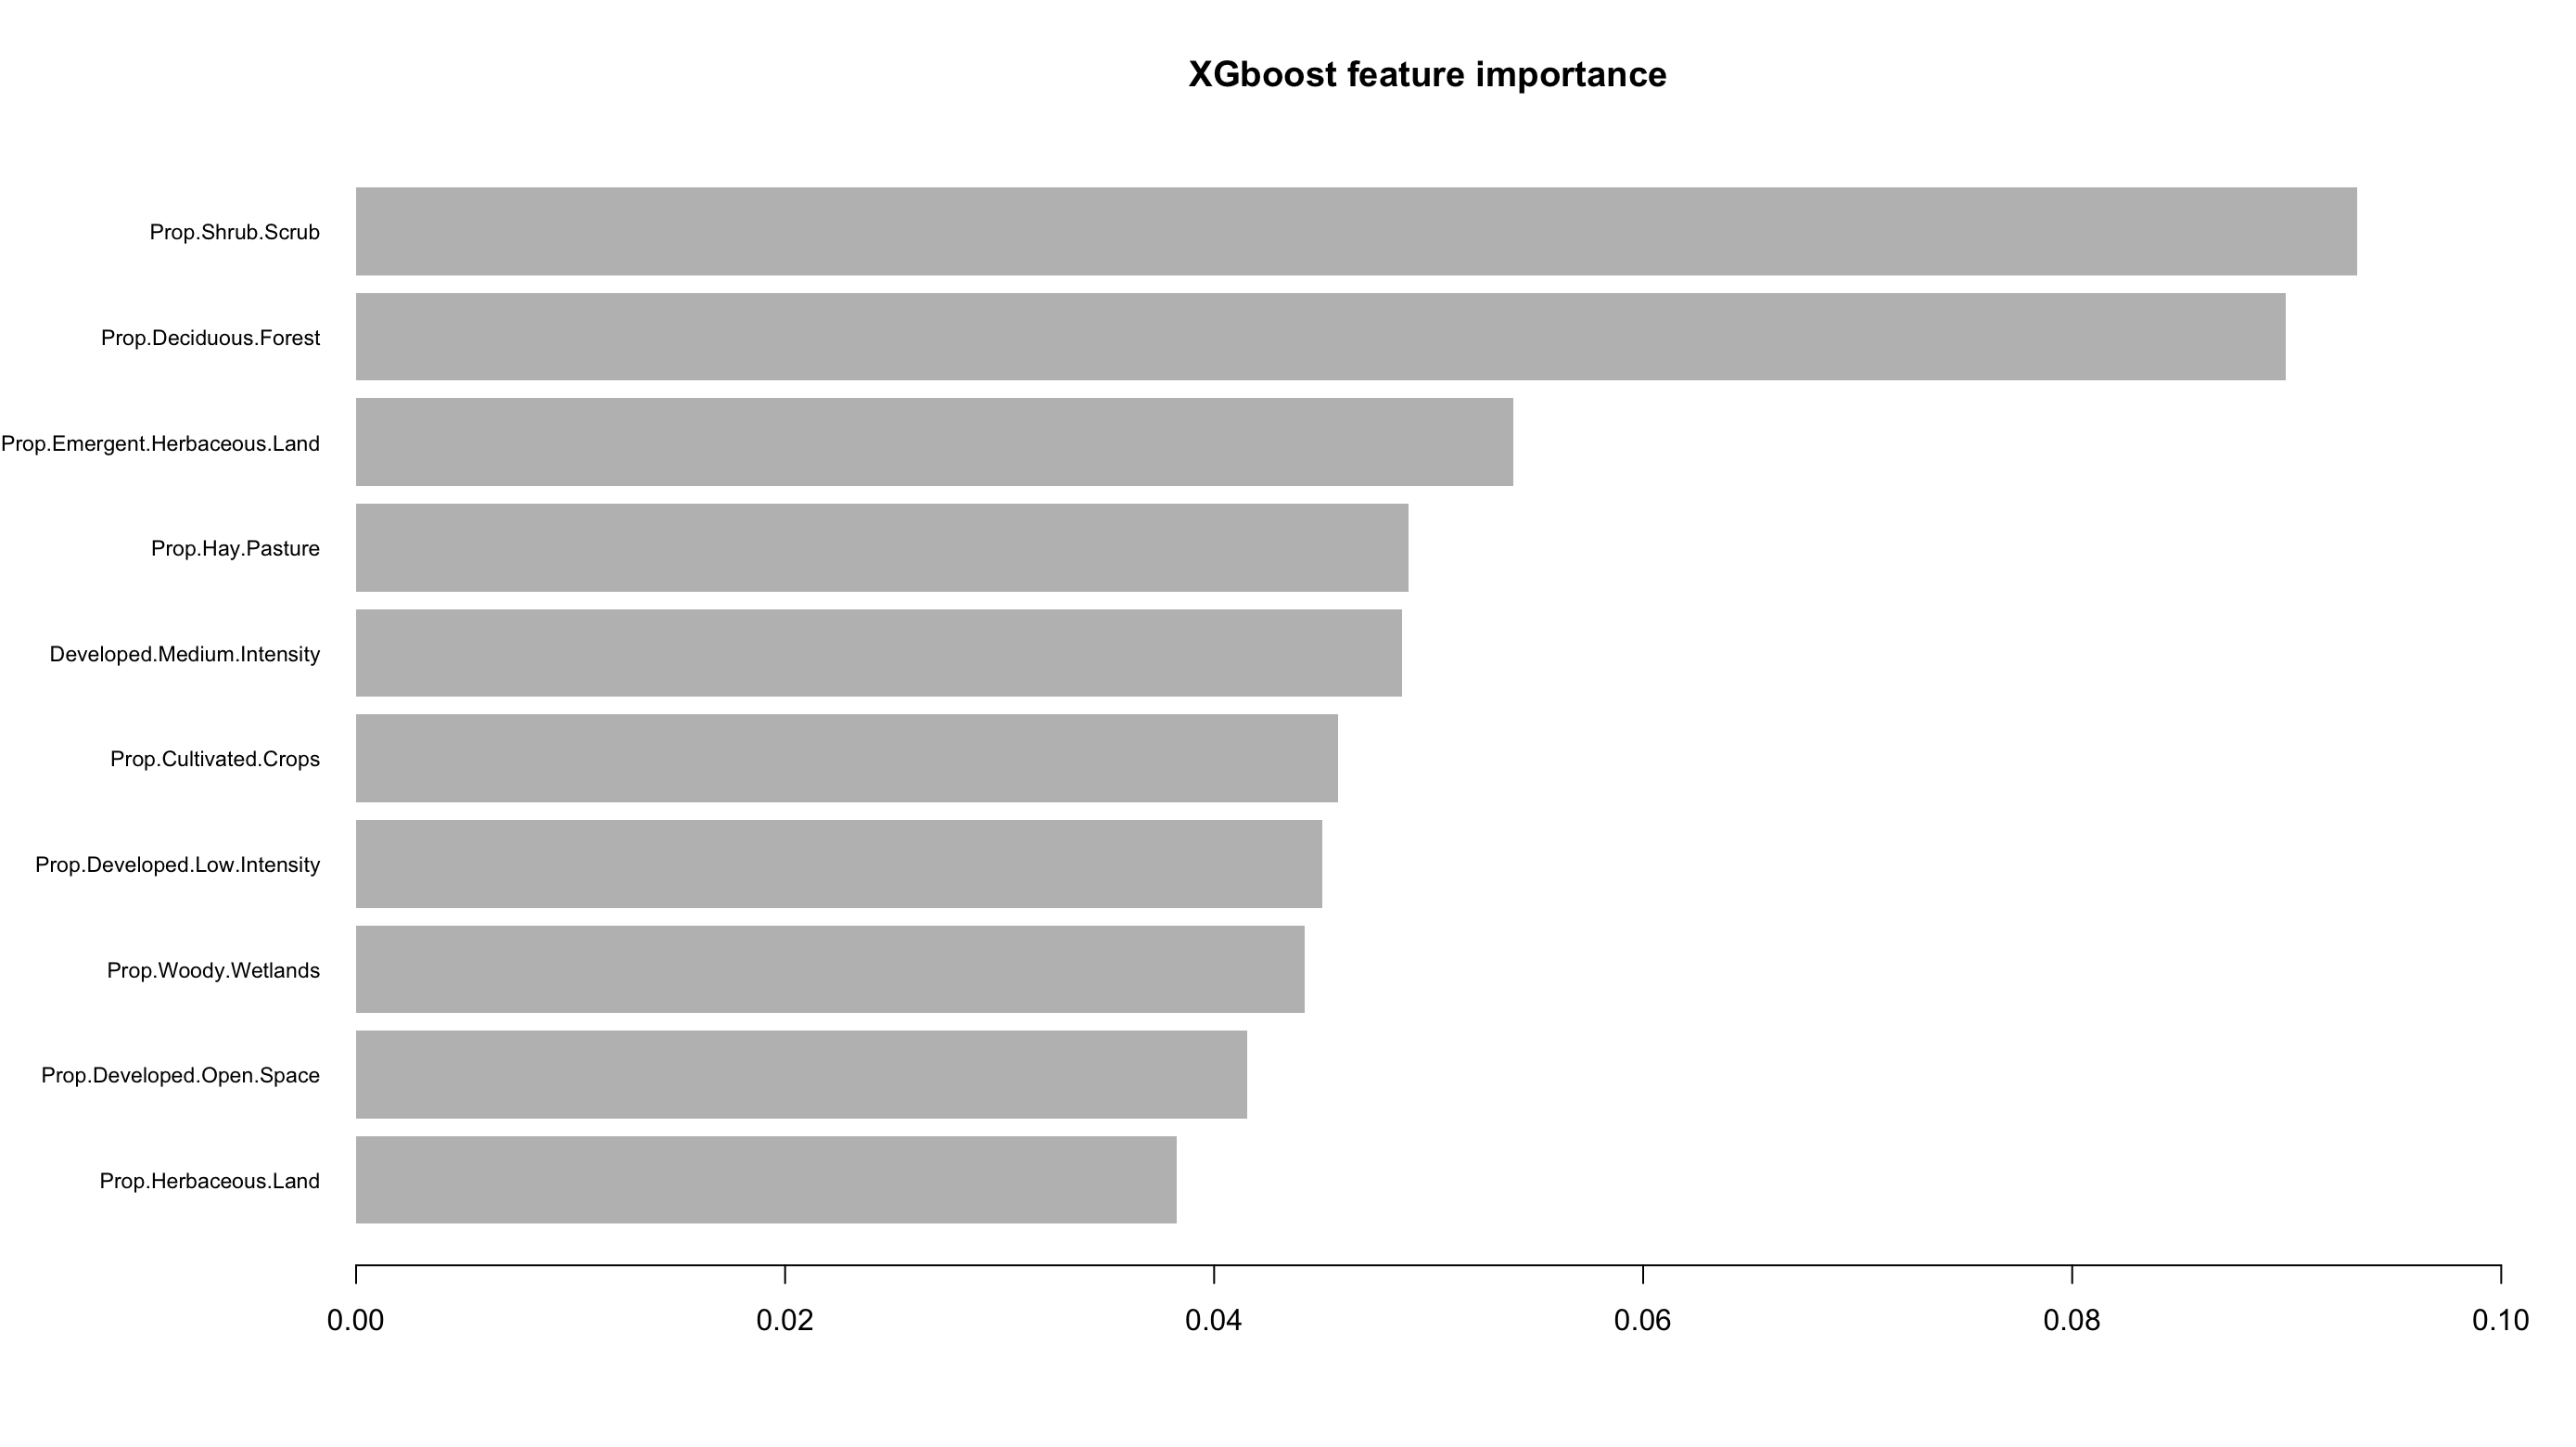 XGboost feature importance
Prop.Shrub.Scrub
Prop.Deciduous.Forest
Prop.Emergent.Herbaceous.Land
Prop.Hay.Pasture
Developed.Medium.Intensity
Prop.Cultivated.Crops
Prop.Developed.Low.Intensity
Prop.Woody.Wetlands
Prop.Developed.Open.Space
Prop.Herbaceous.Land
0.00 0.02 0.04 0.06 0.08 0.10